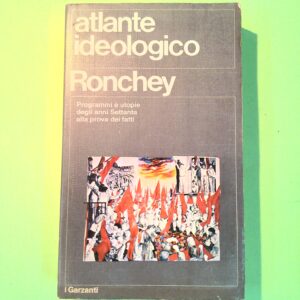 atlante
ideologico
Ronchey
Programmi e utopie
degli anni Settanta
alla prova dei fatti
i Garzanti